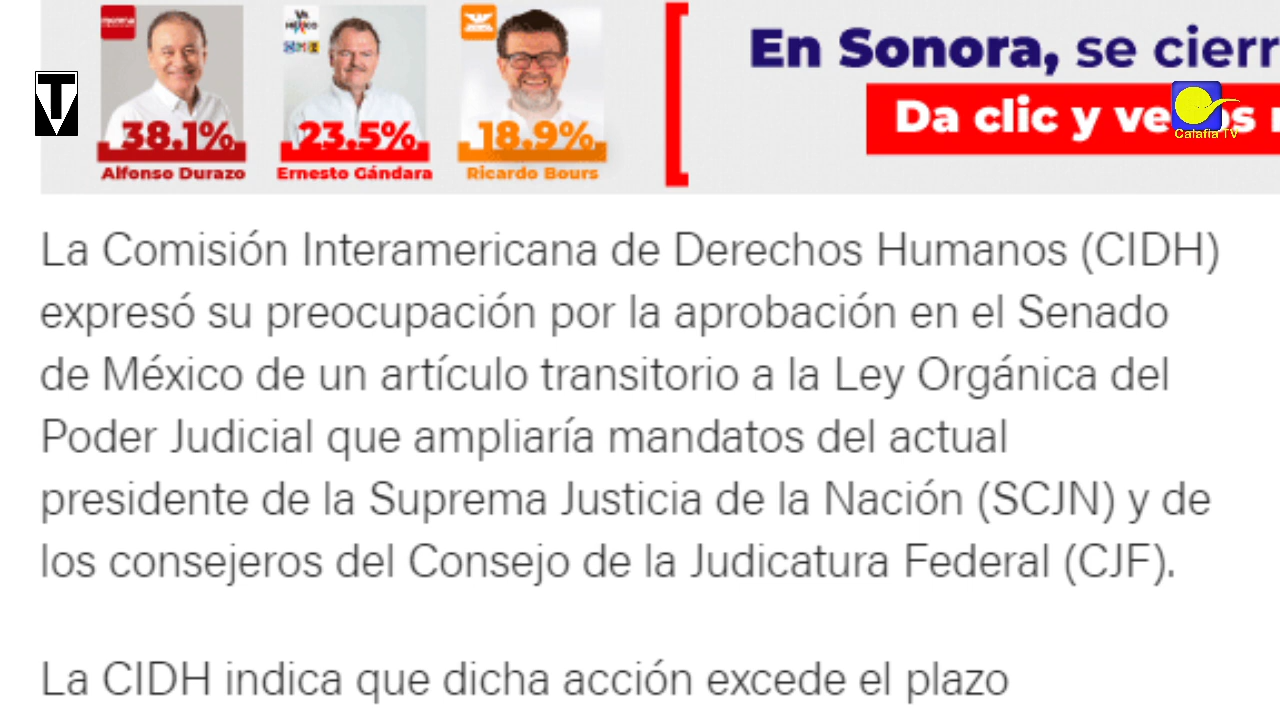 morena
VA
MÉXICO
38.1%
23.5%
18.9%
Alfonso Durazo
Ernesto Gándara
Ricardo Bours
En Sonora, se cierr
Da clic y ve
s
T
Calafia TV
La Comisión Interamericana de Derechos Humanos (CIDH)
expresó su preocupación por la aprobación en el Senado
de México de un artículo transitorio a la Ley Orgánica del
Poder Judicial que ampliaría mandatos del actual
presidente de la Suprema Justicia de la Nación (SCJN) y de
los consejeros del Consejo de la Judicatura Federal (CJF).
La CIDH indica que dicha acción excede el plazo